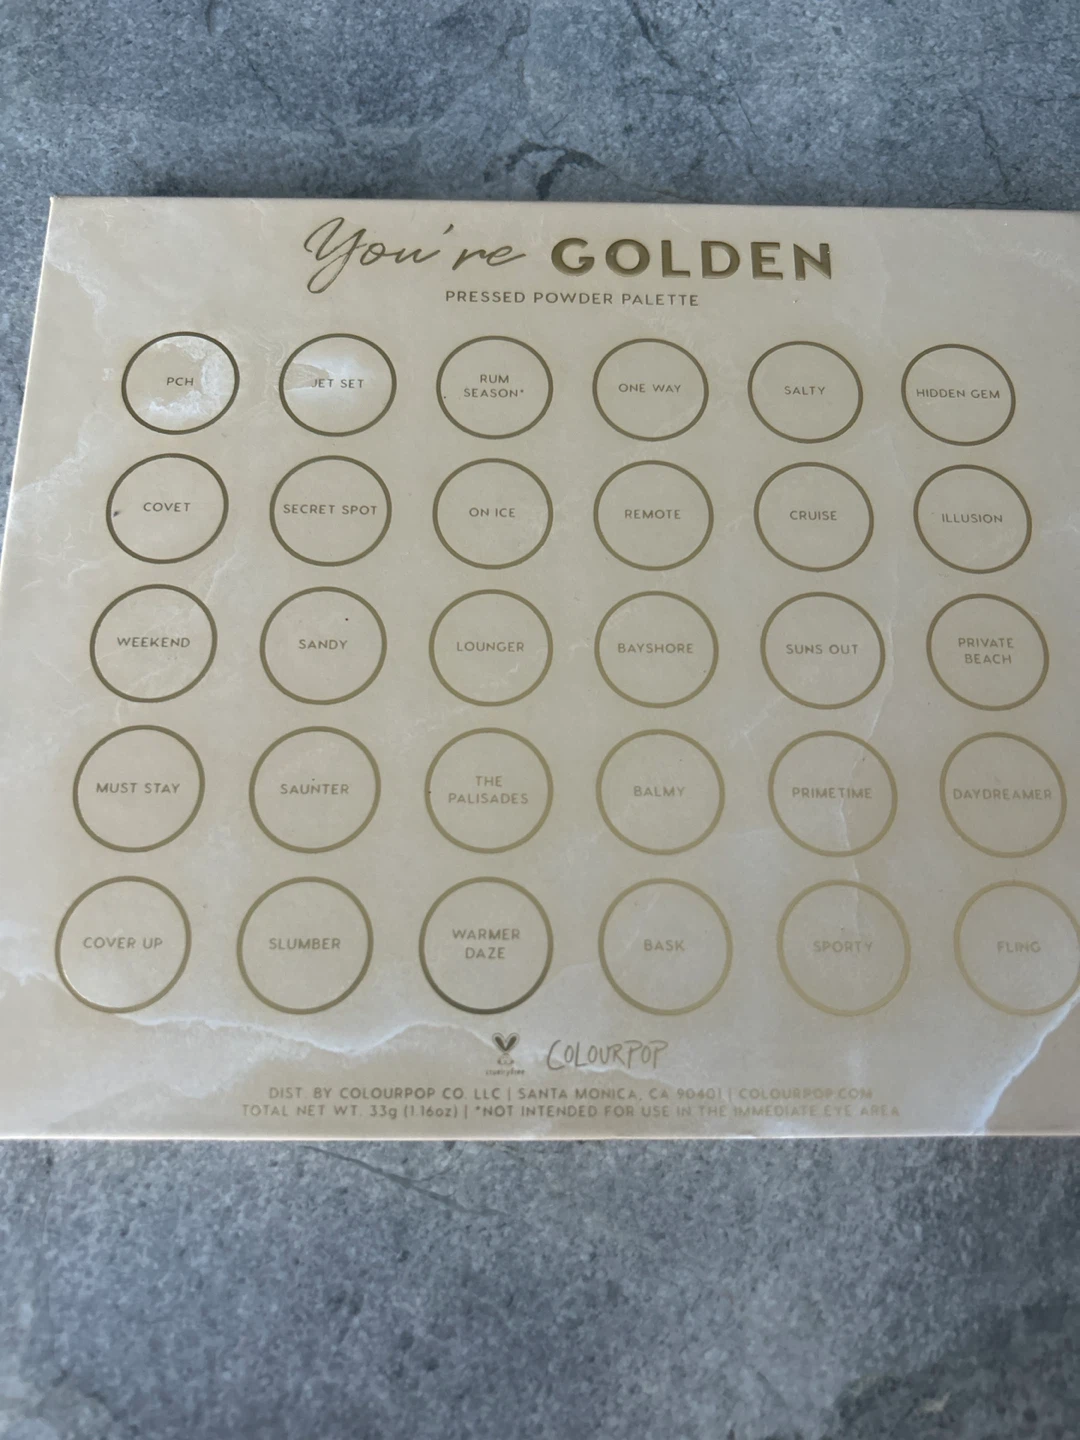 You're GOLDEN
PRESSED POWDER PALETTE
PCH
JET SET
RUM
SEASON*
ONE WAY
SALTY
HIDDEN GEM
COVET
SECRET SPOT
ON ICE
REMOTE
CRUISE
ILLUSION
WEEKEND
SANDY
LOUNGER
BAYSHORE
SUNS OUT
PRIVATE
BEACH
MUST STAY
SAUNTER
THE
PALISADES
BALMY
PRIMETIME
DAYDREAMER
COVER UP
SLUMBER
WARMER
DAZE
BASK
SPORTY
FLING
crueltyfree
COLOURPOP
DIST. BY COLOURPOP CO. LLC | SANTA MONICA, CA 90401 | COLOURPOP.COM
TOTAL NET WT. 33g (1.16oz) | *NOT INTENDED FOR USE IN THE IMMEDIATE EYE AREA